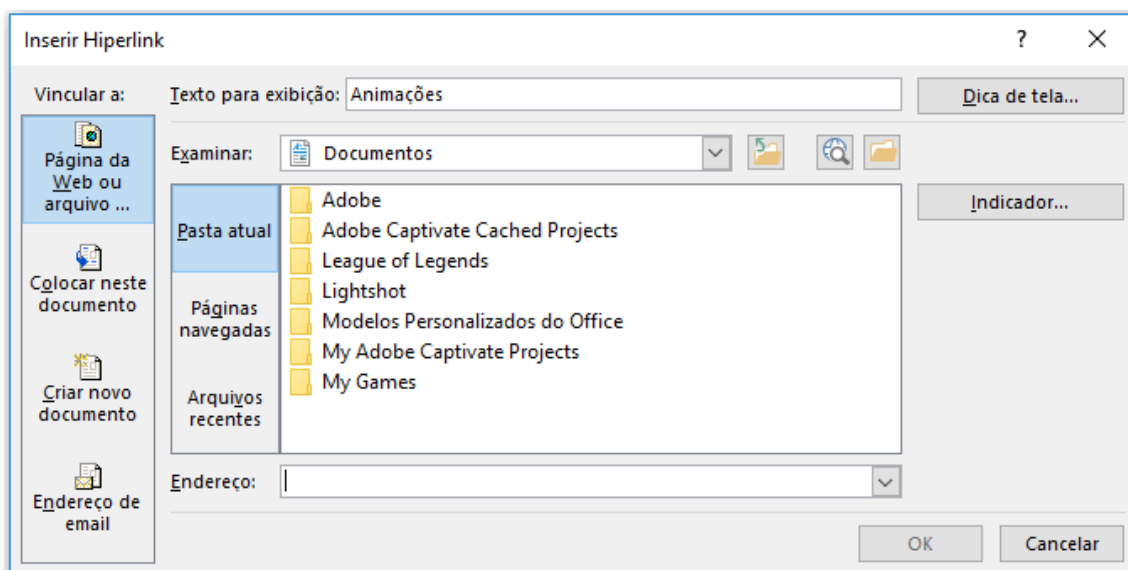 Inserir Hiperlink
?
Vincular a:
Texto para exibição: Animações
Dica de tela...
Página da
Web ou
arquivo ...
Colocar neste
documento
Criar novo
documento
Endereço de
email
Examinar: Documentos
Pasta atual
Páginas
navegadas
Arquivos
recentes
Adobe
Adobe Captivate Cached Projects
League of Legends
Lightshot
Modelos Personalizados do Office
My Adobe Captivate Projects
My Games
Indicador...
Endereço:
OK
Cancelar